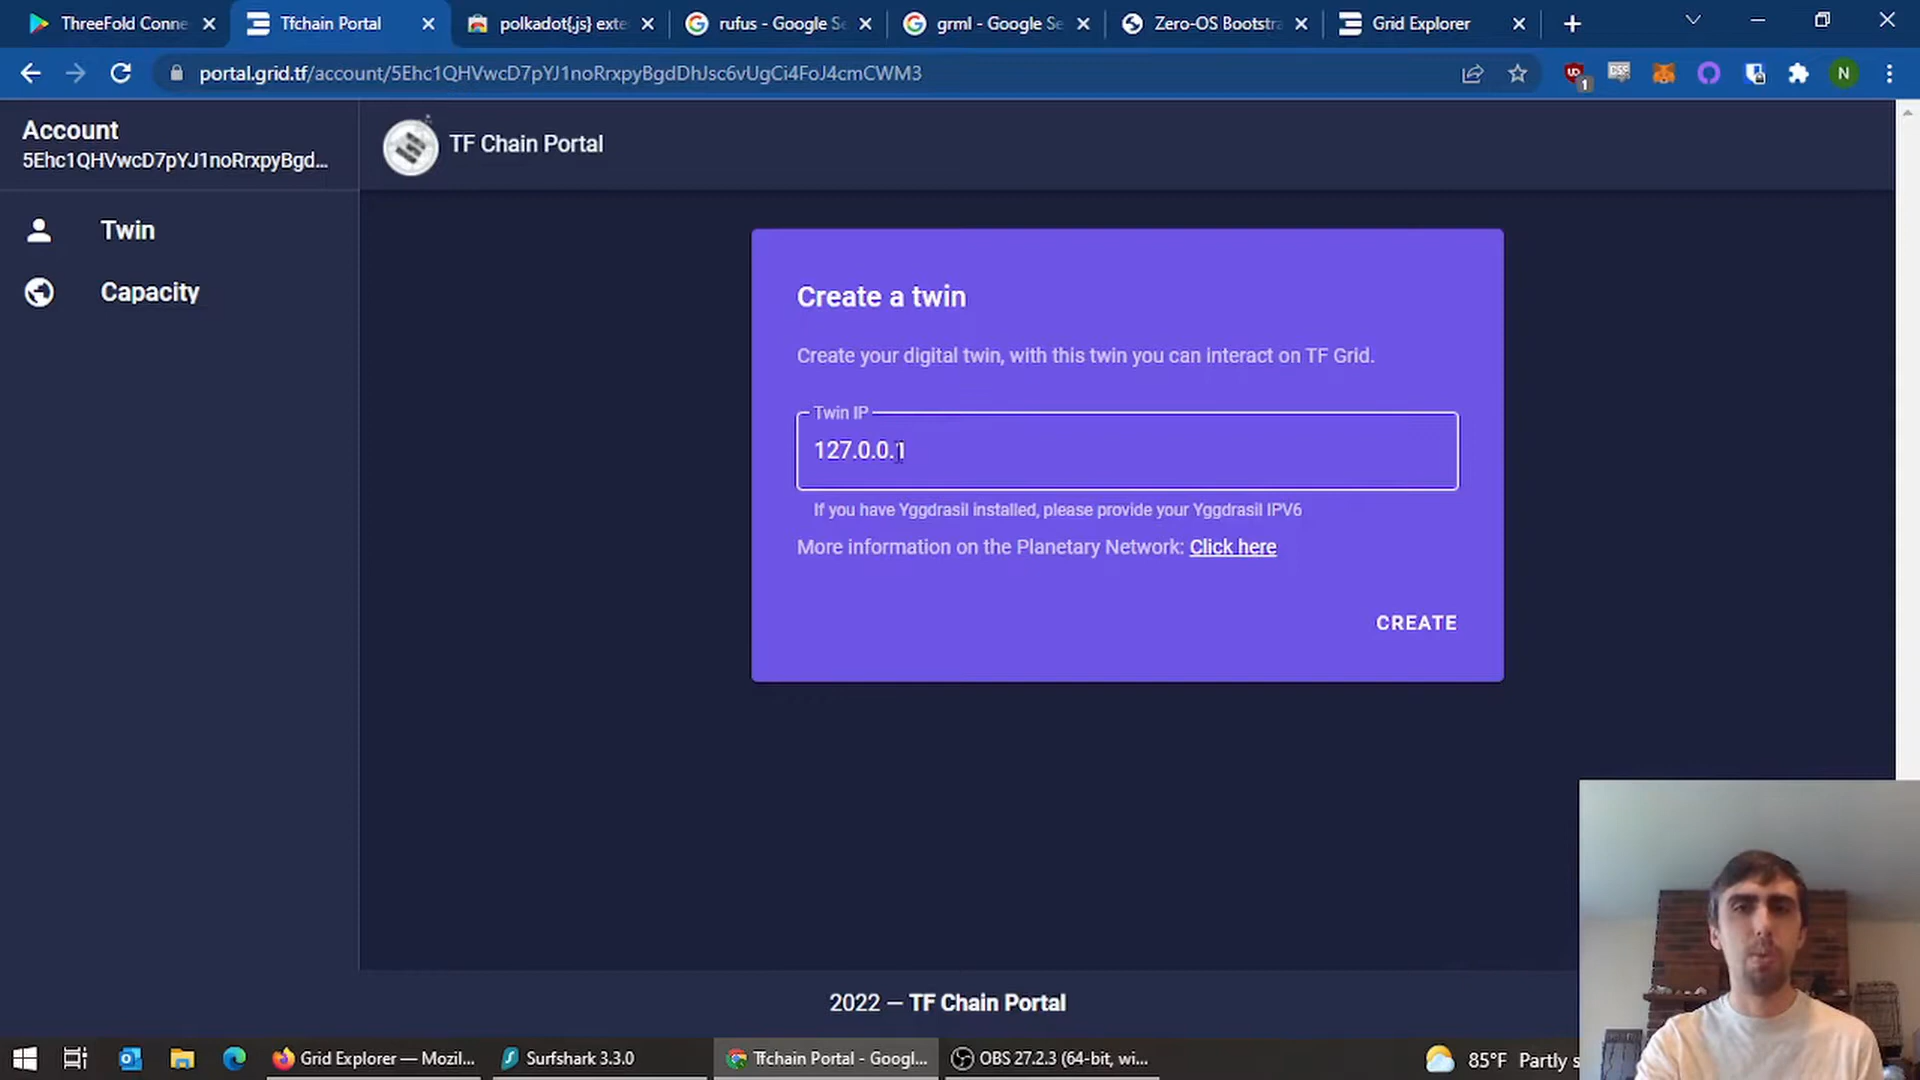 ThreeFold Conne
Tfchain Portal
polkadot{.js} exte
rufus - Google Se
grml - Google Se
Zero-OS Bootstra
Grid Explorer
portal.grid.tf/account/5Ehc1QHVwcD7pYJ1noRrxpyBgdDhJsc6vUgCi4FoJ4cmCWM3
1
N
Account
5Ehc1QHVwcD7pYJ1noRrxpyBgd...
TF Chain Portal
Twin
Capacity
Create a twin
Create your digital twin, with this twin you can interact on TF Grid.
Twin IP
127.0.0.1
If you have Yggdrasil installed, please provide your Yggdrasil IPV6
More information on the Planetary Network: Click here
CREATE
2022 — TF Chain Portal
Grid Explorer — Mozil...
Surfshark 3.3.0
Tfchain Portal - Googl...
OBS 27.2.3 (64-bit, wi...
85°F Partly s